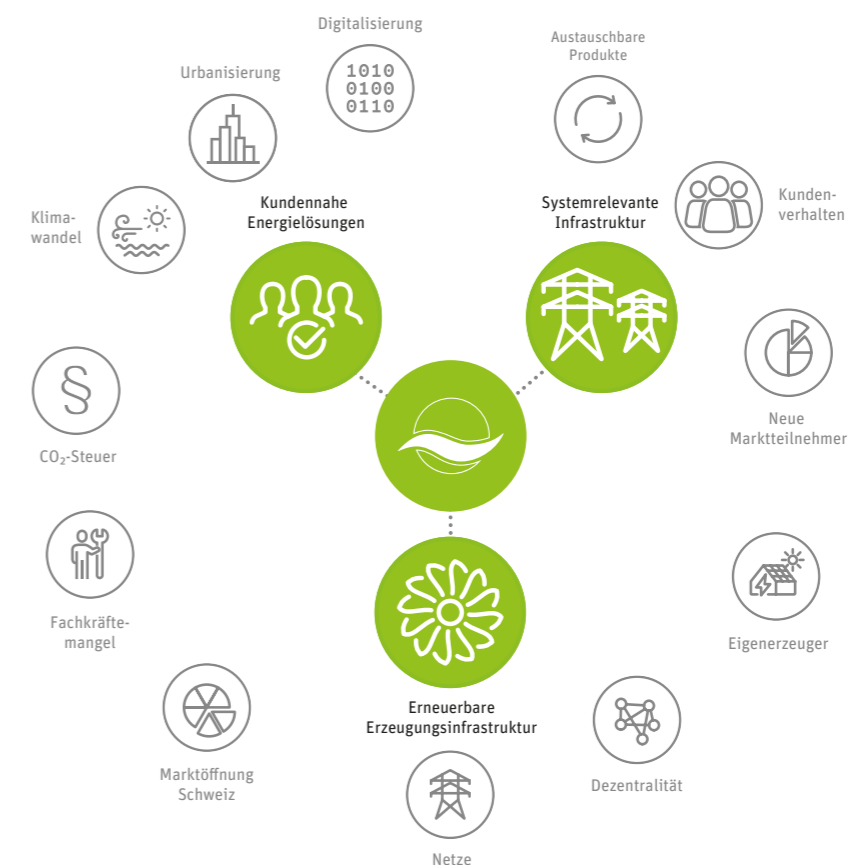 Digitalisierung
1010
0100
0110
Austauschbare
Produkte
Urbanisierung
Kundennahe
Energielösungen
Systemrelevante
Infrastruktur
Kunden-
verhalten
Klima-
wandel
§
CO₂-Steuer
Neue
Marktteilnehmer
Fachkräfte-
mangel
Eigenerzeuger
Erneuerbare
Erzeugungsinfrastruktur
Marktöffnung
Schweiz
Dezentralität
Netze